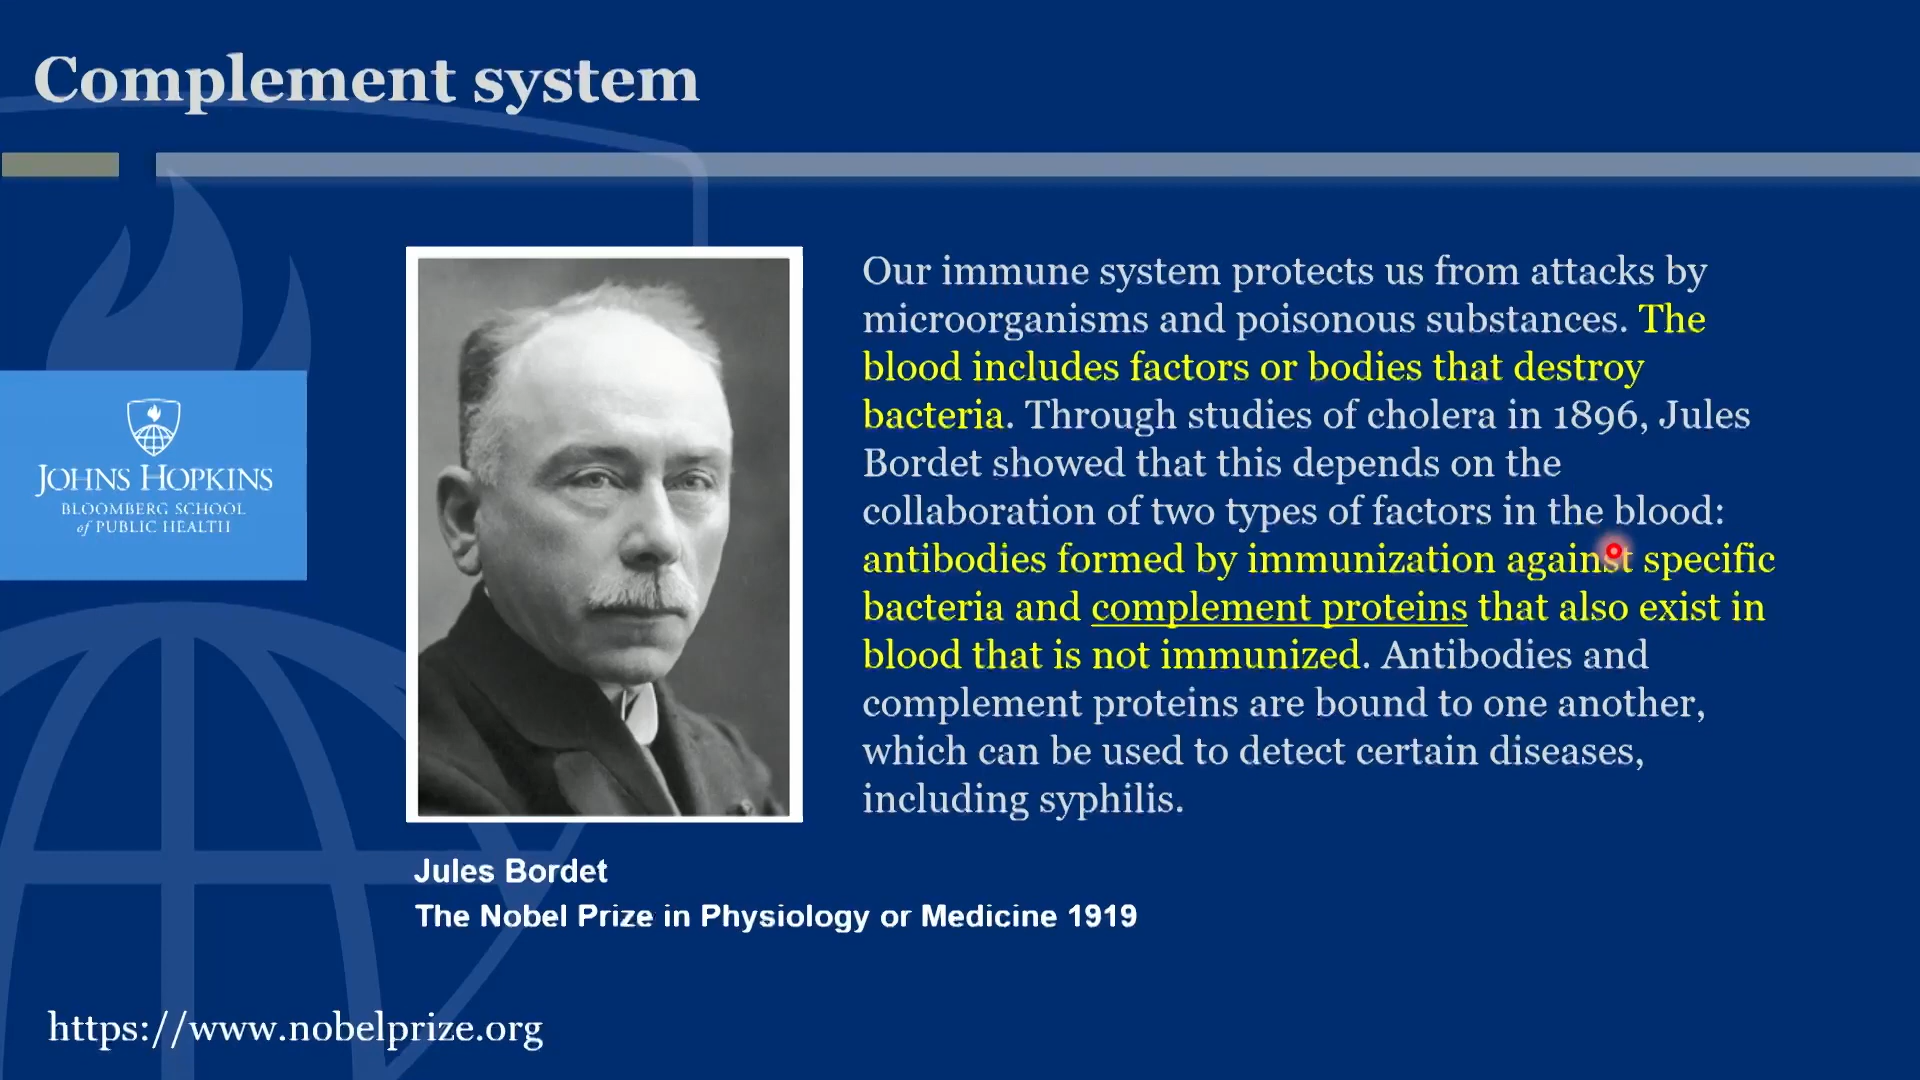 Complement system
JOHNS HOPKINS
BLOOMBERG SCHOOL
of PUBLIC HEALTH
Our immune system protects us from attacks by
microorganisms and poisonous substances. The
blood includes factors or bodies that destroy
bacteria. Through studies of cholera in 1896, Jules
Bordet showed that this depends on the
collaboration of two types of factors in the blood:
antibodies formed by immunization against specific
bacteria and complement proteins that also exist in
blood that is not immunized. Antibodies and
complement proteins are bound to one another,
which can be used to detect certain diseases,
including syphilis.
Jules Bordet
The Nobel Prize in Physiology or Medicine 1919
https://www.nobelprize.org